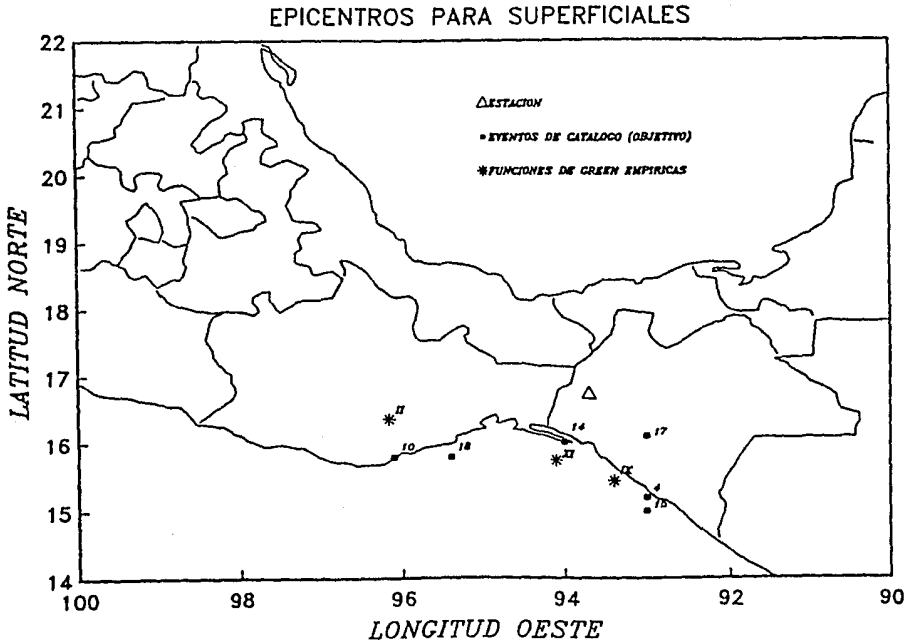 EPICENTROS PARA SUPERFICIALES
22
21
20
19
18
17
16
15
14
LATITUD NORTE
△ESTACION
▪EVENTOS DE CATALOGO (OBJETIVO)
*FUNCIONES DE GREEN EMPIRICAS
II
10
18
14
XI
17
IX
4
15
100
98
96
94
92
90
LONGITUD OESTE